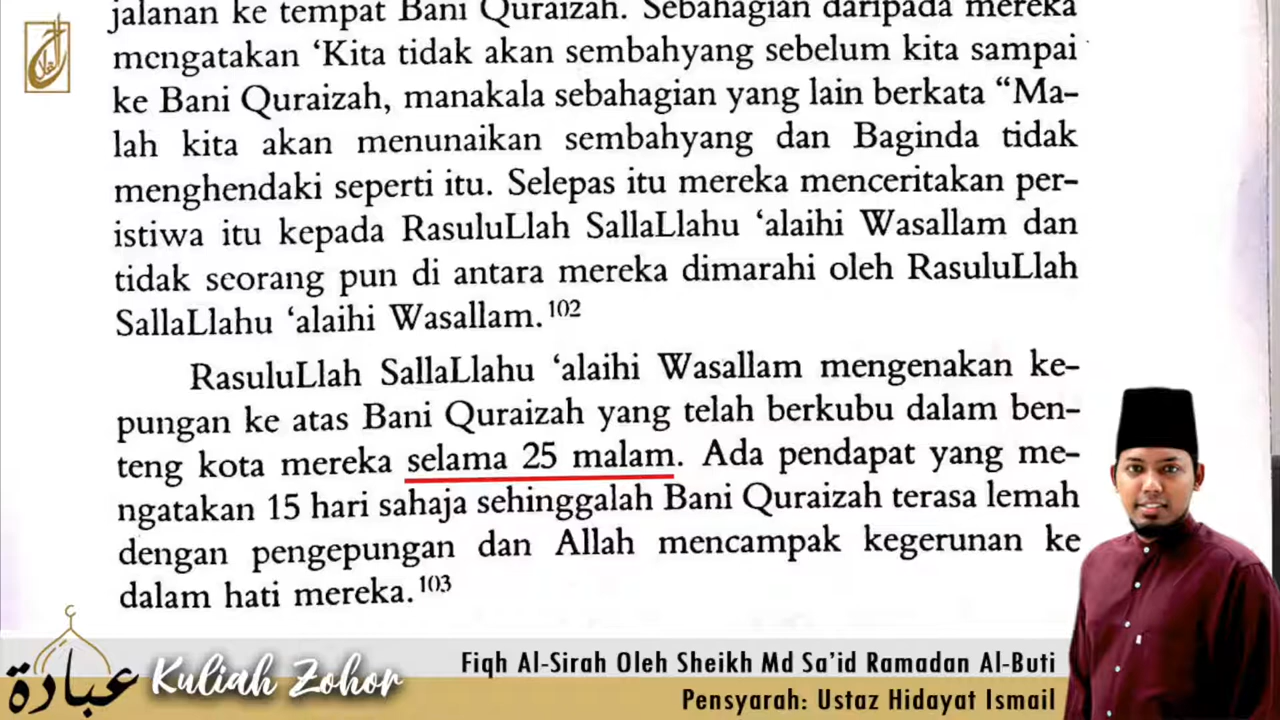 jalanan ke tempat Bani Quraizah. Sebahagian daripada mereka
mengatakan ‘Kita tidak akan sembahyang sebelum kita sampai
ke Bani Quraizah, manakala sebahagian yang lain berkata “Ma-
lah kita akan menunaikan sembahyang dan Baginda tidak
menghendaki seperti itu. Selepas itu mereka menceritakan per-
istiwa itu kepada RasuluLlah SallaLlahu ‘alaihi Wasallam dan
tidak seorang pun di antara mereka dimarahi oleh RasuluLlah
SallaLlahu ‘alaihi Wasallam.102
RasuluLlah SallaLlahu ‘alaihi Wasallam mengenakan ke-
pungan ke atas Bani Quraizah yang telah berkubu dalam ben-
teng kota mereka selama 25 malam. Ada pendapat yang me-
ngatakan 15 hari sahaja sehinggalah Bani Quraizah terasa lemah
dengan pengepungan dan Allah mencampak kegerunan ke
dalam hati mereka.103
عبادة
Kuliah Zohor
Fiqh Al-Sirah Oleh Sheikh Md Sa’id Ramadan Al-Buti
Pensyarah: Ustaz Hidayat Ismail